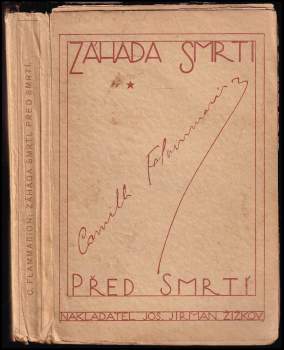 C. FLAMMARION: ZÁHADA SMRTI. PŘED SMRTÍ.
ZÁHADA SMRTI
Camille Flammarion
PŘED SMRTÍ
NAKLADATEL JOS. JIRMAN ŽIŽKOV